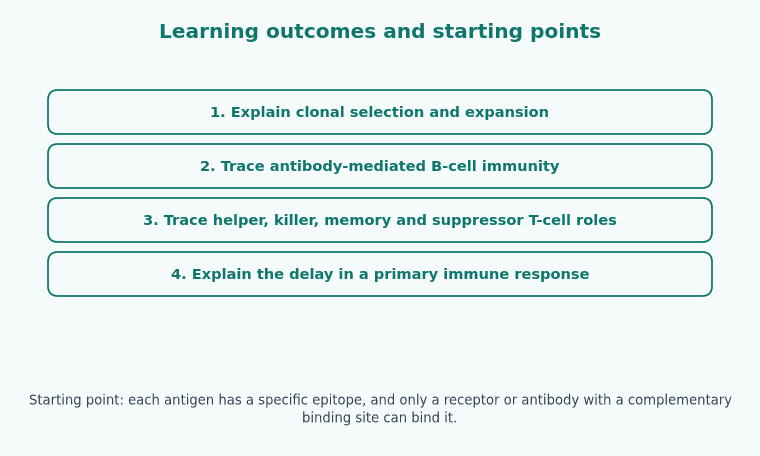 Learning outcomes and starting points
1. Explain clonal selection and expansion
2. Trace antibody-mediated B-cell immunity
3. Trace helper, killer, memory and suppressor T-cell roles
4. Explain the delay in a primary immune response
Starting point: each antigen has a specific epitope, and only a receptor or antibody with a complementary
binding site can bind it.